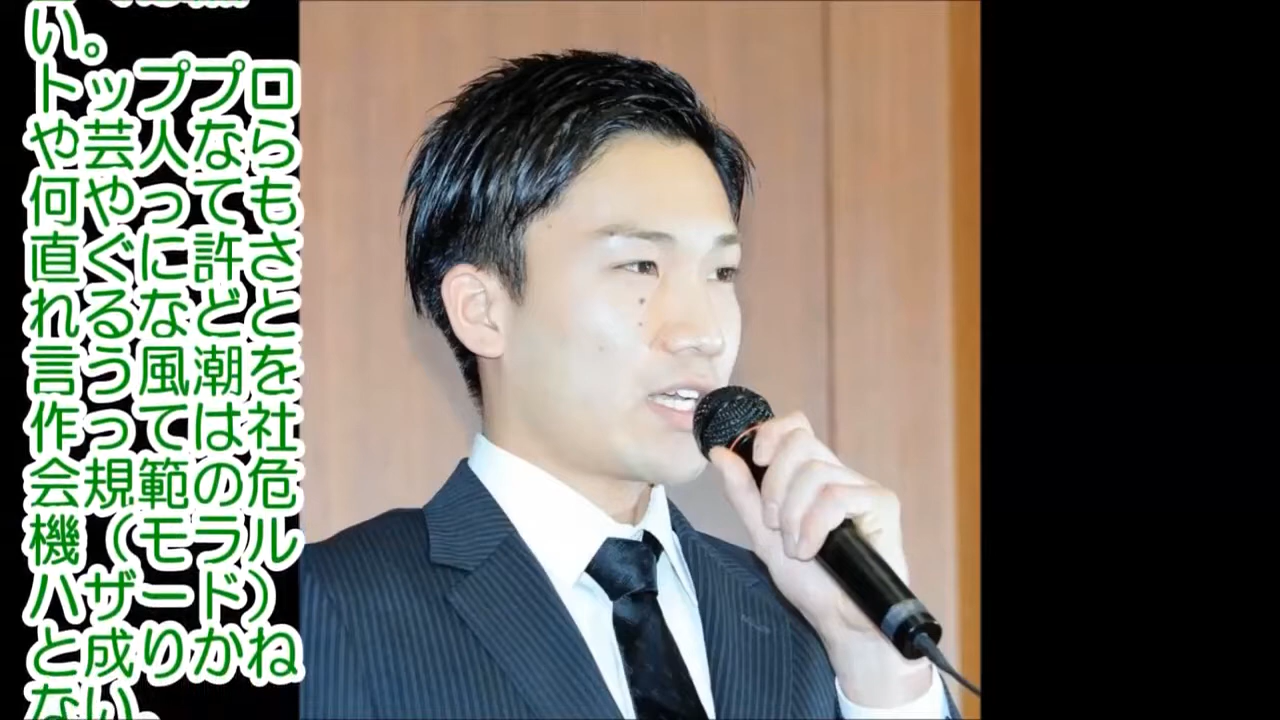 い。
トッププロ
や芸人なら
何やっても
直ぐに許さ
れるなどと
言う風潮を
作っては社
会規範の危
機（モラル
ハザード）
と成りかね
ない。